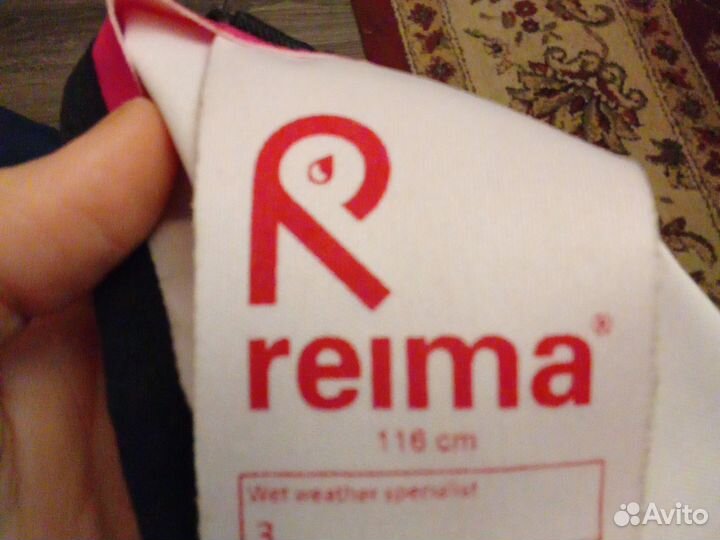 reima®
116 cm
Wet weather specialist
3
Avito